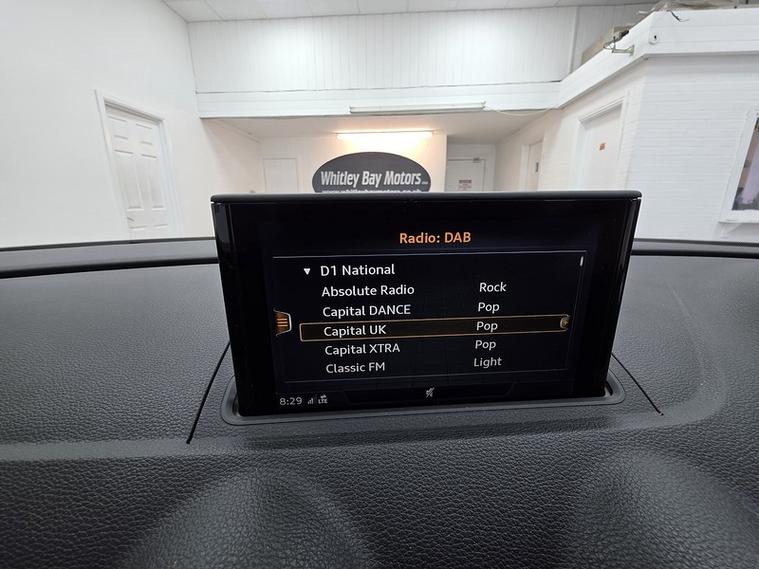 Whitley Bay Motors
Radio: DAB
D1 National
Absolute Radio Rock
Capital DANCE Pop
Capital UK Pop
Capital XTRA Pop
Classic FM Light
8:29 LTE